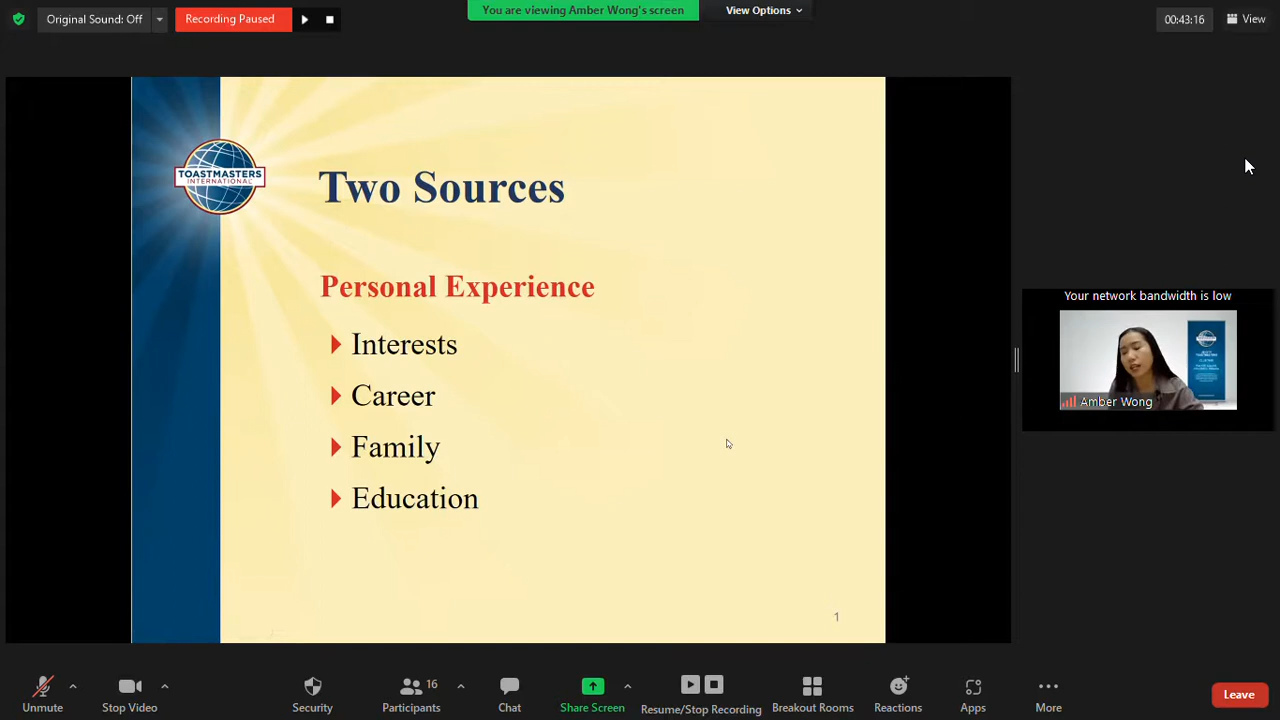 Original Sound: Off
Recording Paused
You are viewing Amber Wong's screen
View Options
00:43:16
View
TOASTMASTERS
INTERNATIONAL
Two Sources
Personal Experience
Interests
Career
Family
Education
1
Your network bandwidth is low
TOASTMASTERS
Amber Wong
Unmute
Stop Video
Security
Participants
16
Chat
Share Screen
Resume/Stop Recording
Breakout Rooms
Reactions
Apps
More
Leave